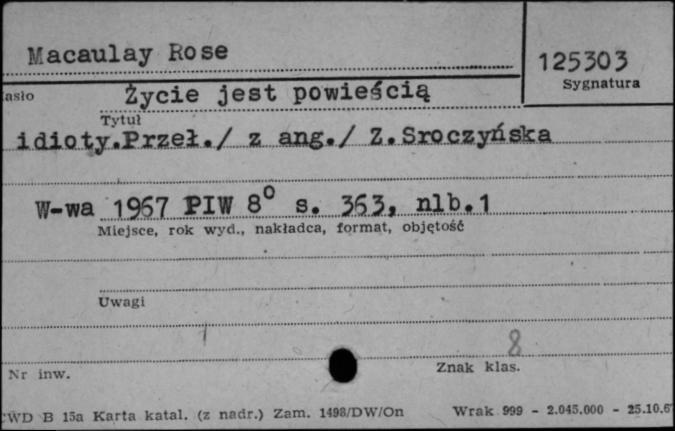 Macaulay Rose
125303
Sygnatura
asło
Życie jest powieścią
Tytuł
idioty.Przeł./ z ang./ Z.Sroczyńska
W-wa 1967 PIW 8° s. 363, nlb.1
Miejsce, rok wyd., nakładca, format, objętość
Uwagi
8
Nr inw.
Znak klas.
CWD B 15a Karta katal. (z nadr.) Zam. 1498/DW/On Wrak 999 - 2.045.000 - 25.10.6